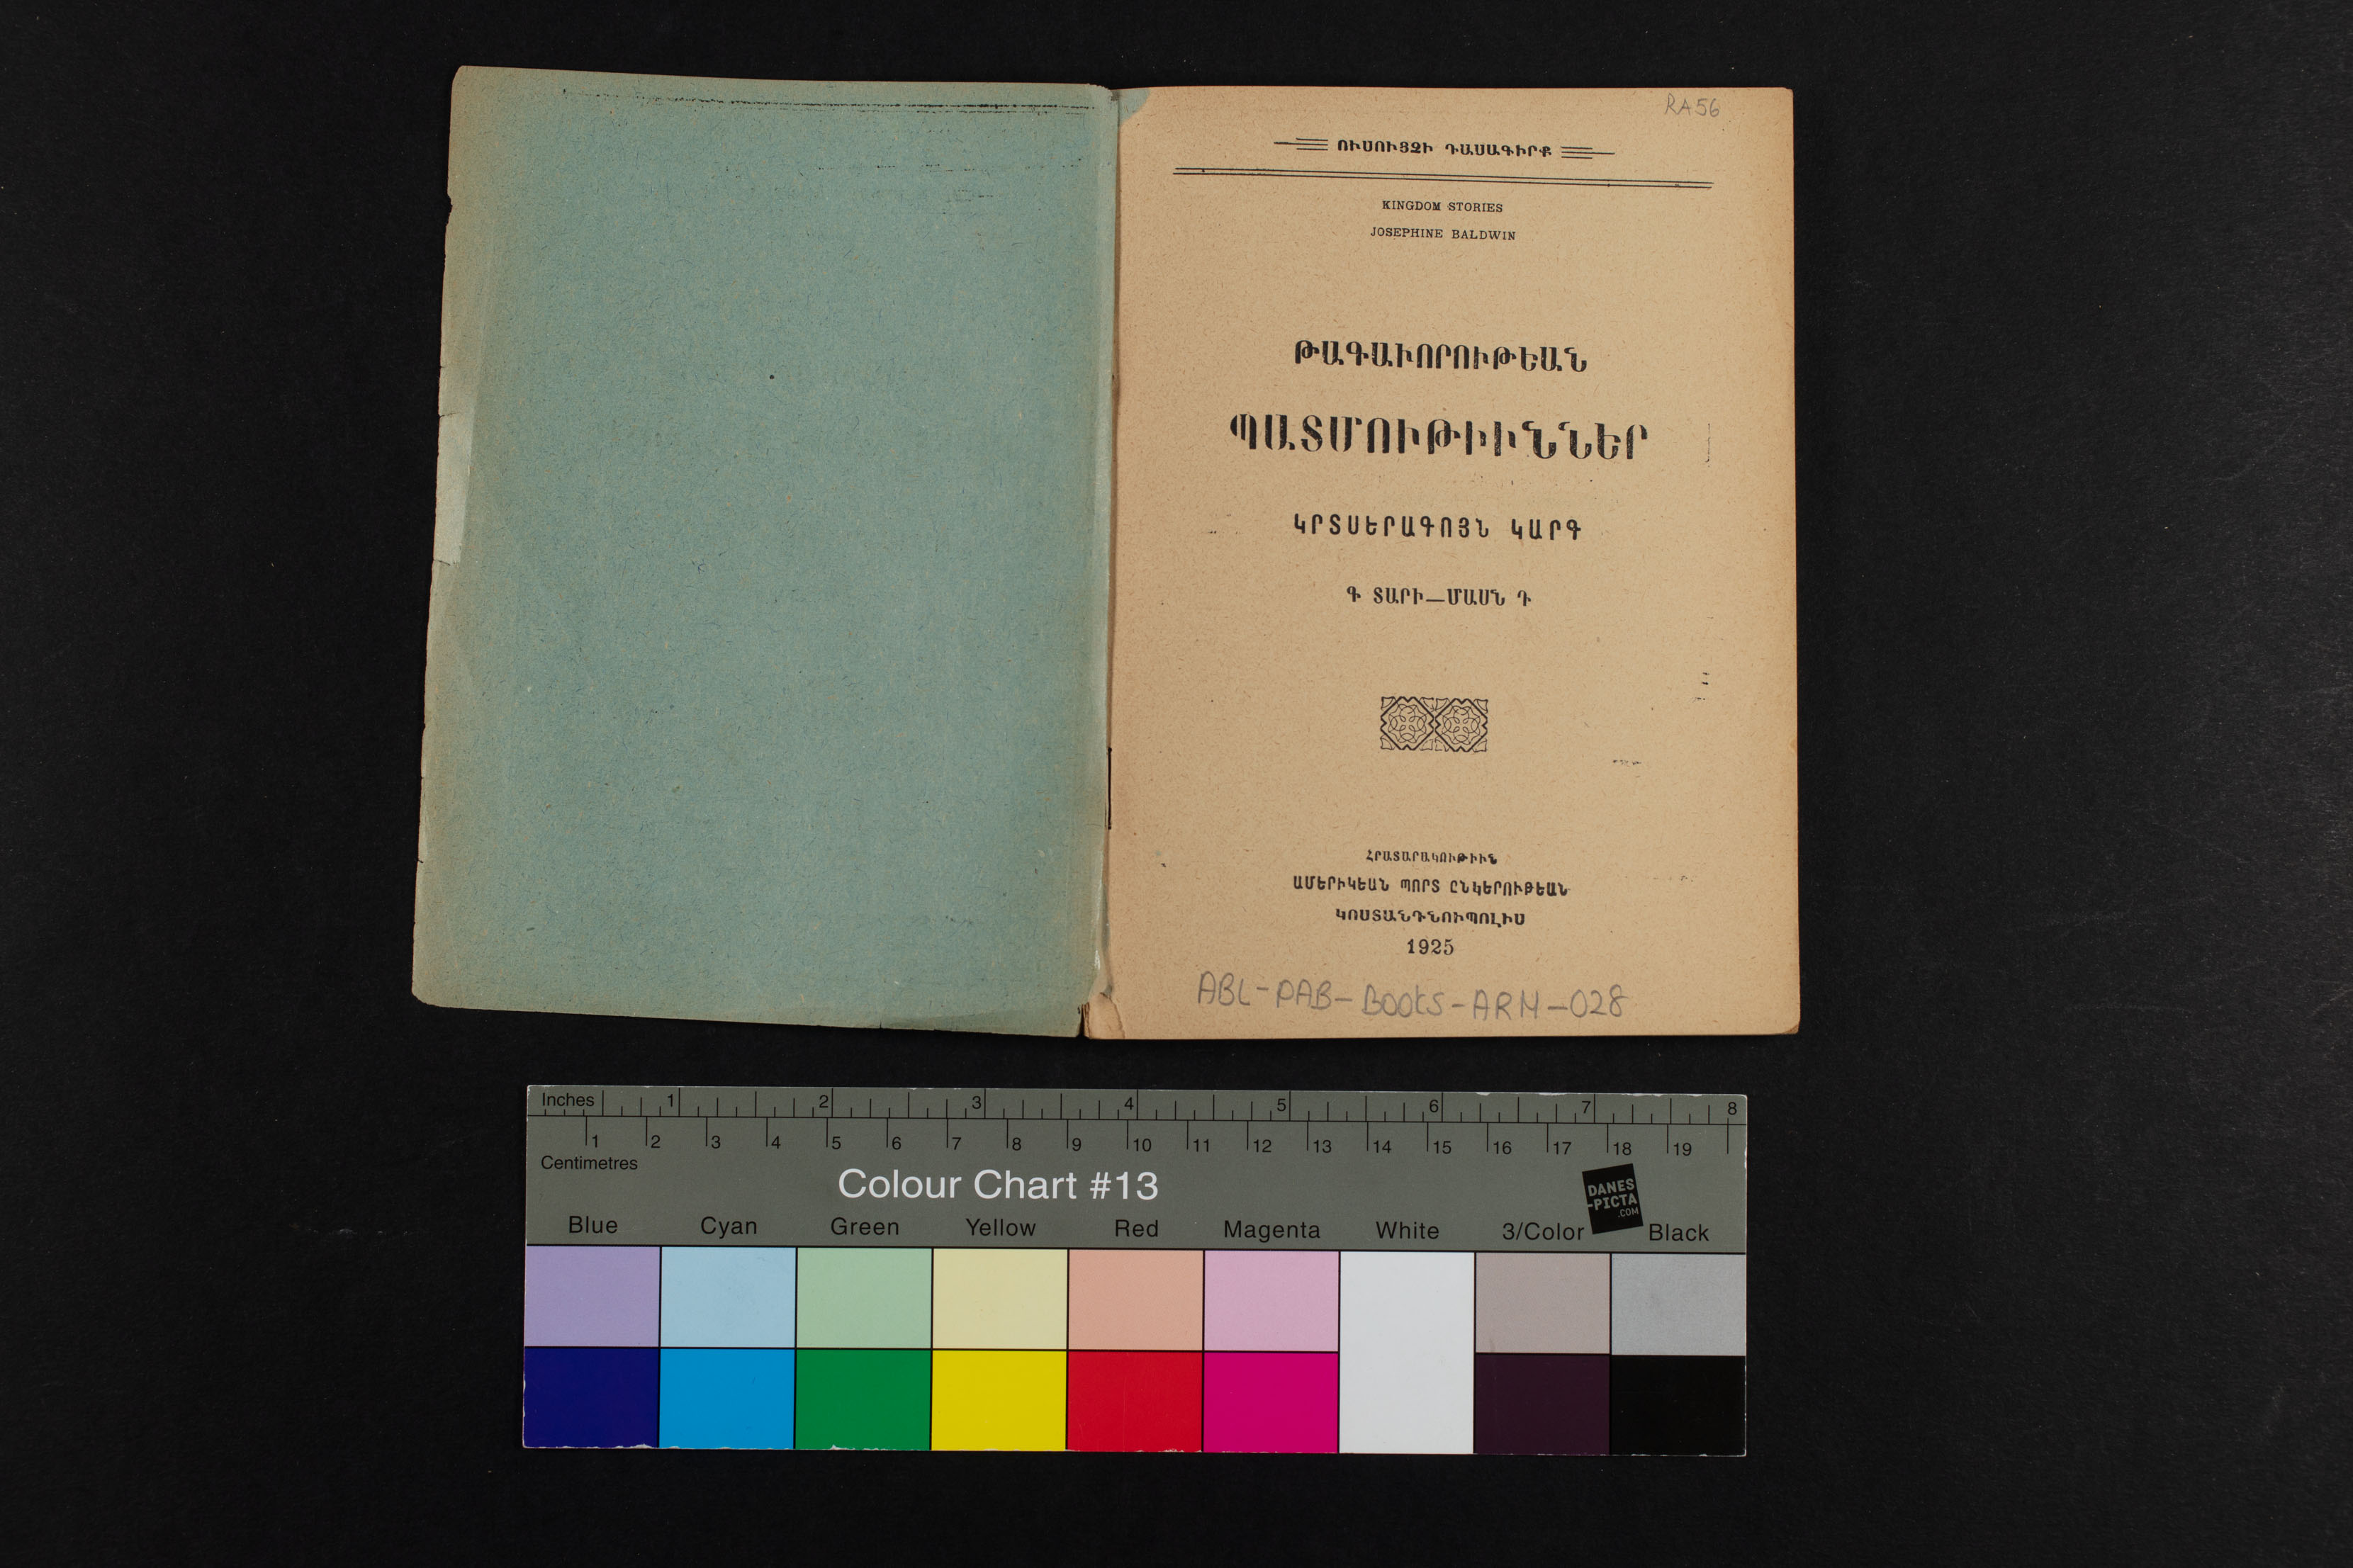 RA56
ՈՒՍՈՒՅՉԻ ԴԱՍԱԳԻՐՔ
KINGDOM STORIES
JOSEPHINE BALDWIN
ԹԱԳԱՒՈՐՈՒԹԵԱՆ
ՊԱՏՄՈՒԹԻՒՆՆԵՐ
ԿՐՏՍԵՐԱԳՈՅՆ ԿԱՐԳ
Գ ՏԱՐԻ—ՄԱՍՆ Դ
ՀՐԱՏԱՐԱԿՈՒԹԻՒՆ
ԱՄԵՐԻԿԵԱՆ ՊՈՐՏ ԸՆԿԵՐՈՒԹԵԱՆ
ԿՈՍՏԱՆԴՆՈՒՊՈԼԻՍ
1925
ABL-PAB-Books-ARM-028
Inches 1 2 3 4 5 6 7 8
1 2 3 4 5 6 7 8 9 10 11 12 13 14 15 16 17 18 19
Centimetres
Colour Chart #13
DANES
-PICTA
.COM
Blue Cyan Green Yellow Red Magenta White 3/Color Black